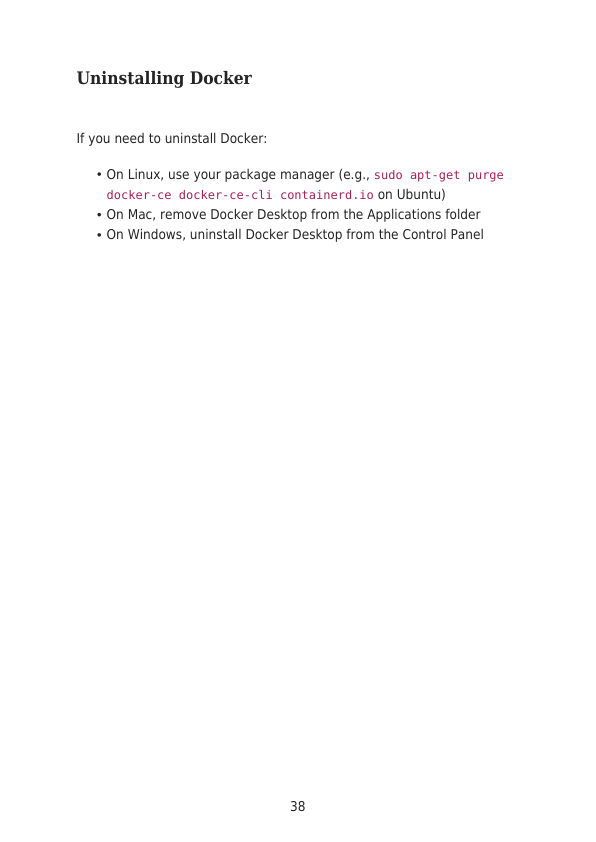 Uninstalling Docker
If you need to uninstall Docker:
• On Linux, use your package manager (e.g., sudo apt-get purge
docker-ce docker-ce-cli containerd.io on Ubuntu)
• On Mac, remove Docker Desktop from the Applications folder
• On Windows, uninstall Docker Desktop from the Control Panel
38